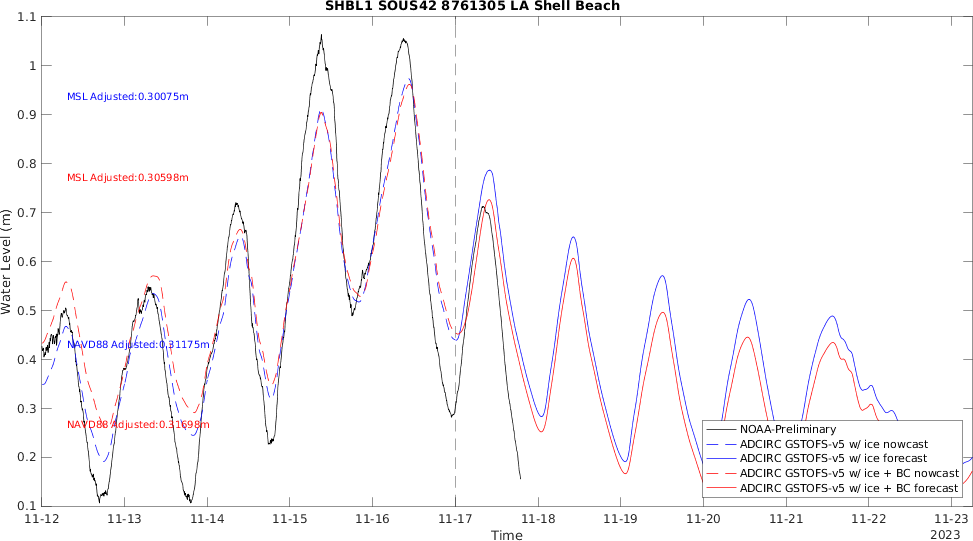 SHBL1 SOUS42 8761305 LA Shell Beach
Water Level (m)
1.1
1
0.9
0.8
0.7
0.6
0.5
0.4
0.3
0.2
0.1
MSL Adjusted:0.30075m
MSL Adjusted:0.30598m
NAVD88 Adjusted:0.31175m
NAVD88 Adjusted:0.31698m
NOAA-Preliminary
ADCIRC GSTOFS-v5 w/ ice nowcast
ADCIRC GSTOFS-v5 w/ ice forecast
ADCIRC GSTOFS-v5 w/ ice + BC nowcast
ADCIRC GSTOFS-v5 w/ ice + BC forecast
11-12 11-13 11-14 11-15 11-16 11-17 11-18 11-19 11-20 11-21 11-22 11-23
Time
2023